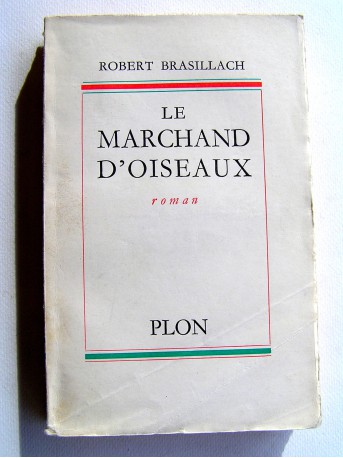 ROBERT BRASILLACH
LE
MARCHAND
D'OISEAUX
roman
PLON